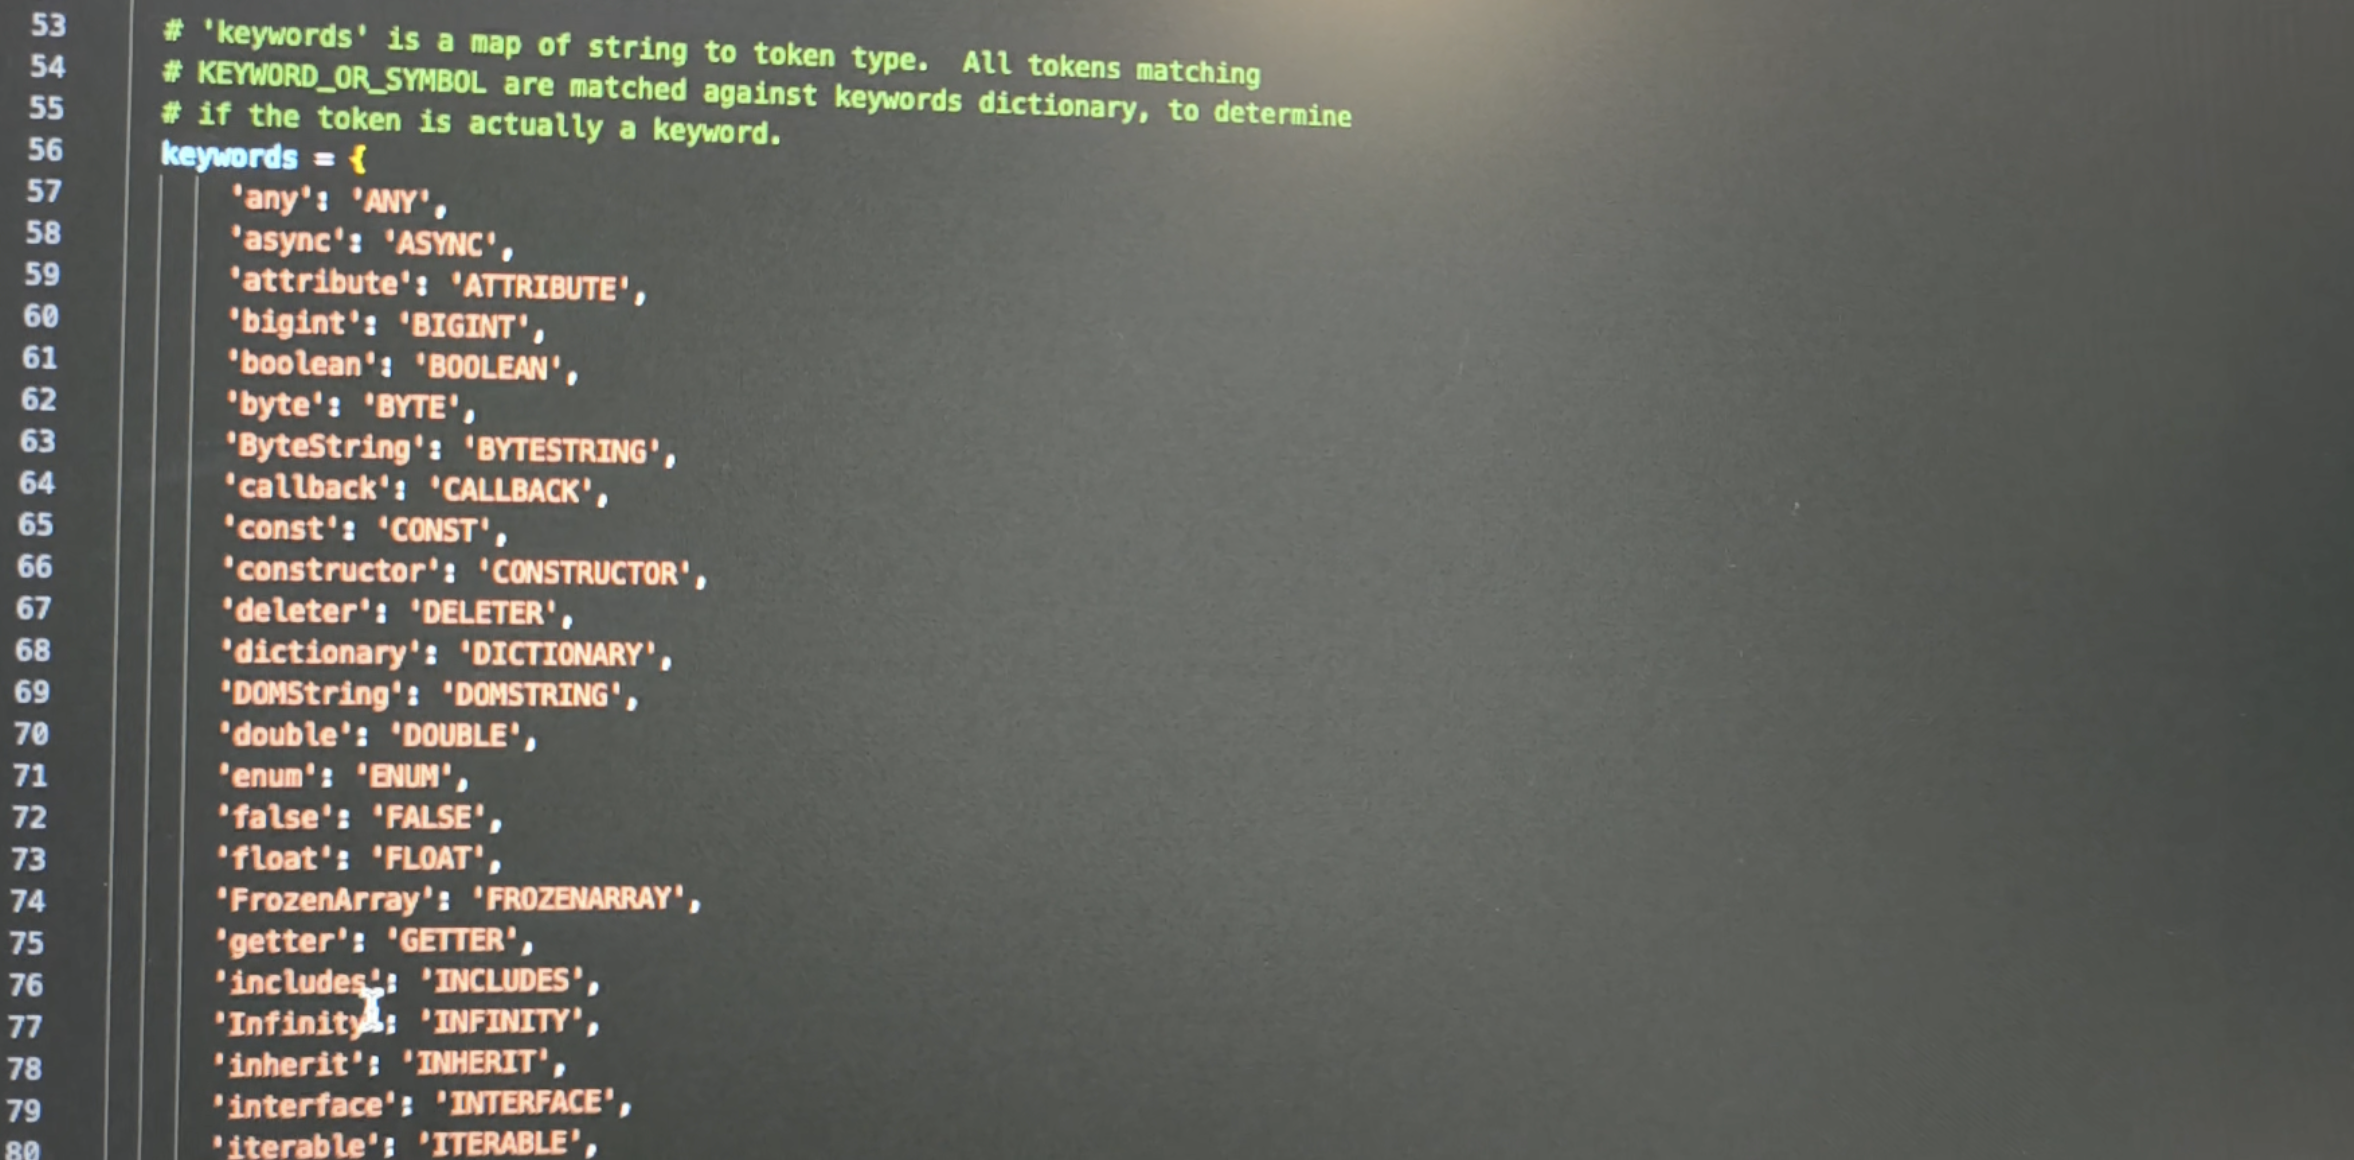 53 # 'keywords' is a map of string to token type.  All tokens matching
54 # KEYWORD_OR_SYMBOL are matched against keywords dictionary, to determine
55 # if the token is actually a keyword.
56 keywords = {
57 'any': 'ANY',
58 'async': 'ASYNC',
59 'attribute': 'ATTRIBUTE',
60 'bigint': 'BIGINT',
61 'boolean': 'BOOLEAN',
62 'byte': 'BYTE',
63 'ByteString': 'BYTESTRING',
64 'callback': 'CALLBACK',
65 'const': 'CONST',
66 'constructor': 'CONSTRUCTOR',
67 'deleter': 'DELETER',
68 'dictionary': 'DICTIONARY',
69 'DOMString': 'DOMSTRING',
70 'double': 'DOUBLE',
71 'enum': 'ENUM',
72 'false': 'FALSE',
73 'float': 'FLOAT',
74 'FrozenArray': 'FROZENARRAY',
75 'getter': 'GETTER',
76 'includes': 'INCLUDES',
77 'Infinity': 'INFINITY',
78 'inherit': 'INHERIT',
79 'interface': 'INTERFACE',
80 'iterable': 'ITERABLE',